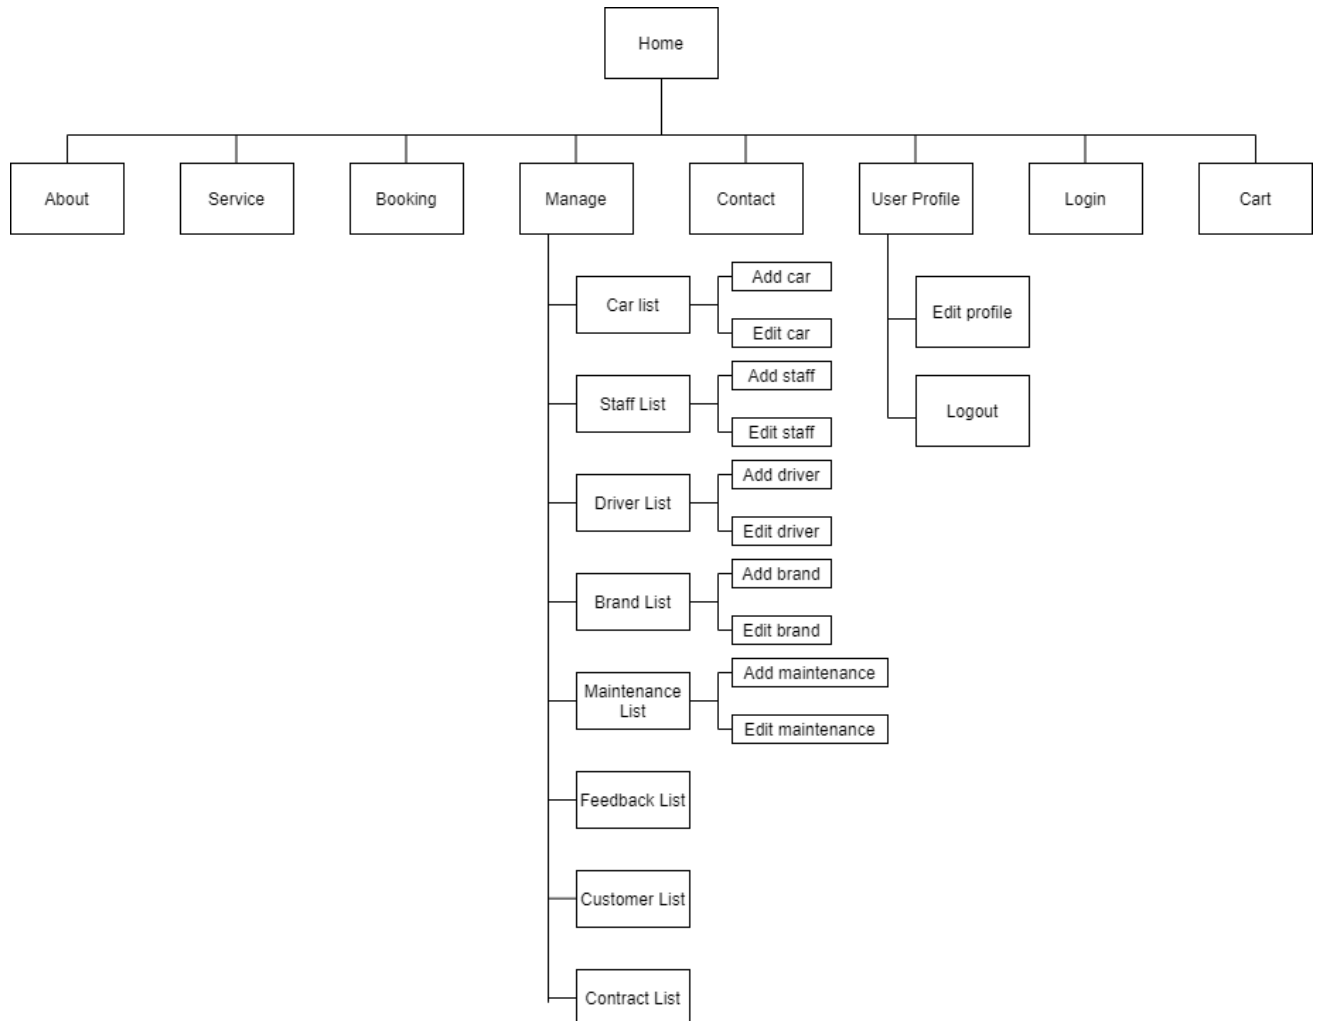 Home
About
Service
Booking
Manage
Contact
User Profile
Login
Cart
Car list
Add car
Edit car
Staff List
Add staff
Edit staff
Driver List
Add driver
Edit driver
Brand List
Add brand
Edit brand
Maintenance
List
Add maintenance
Edit maintenance
Feedback List
Customer List
Contract List
Edit profile
Logout